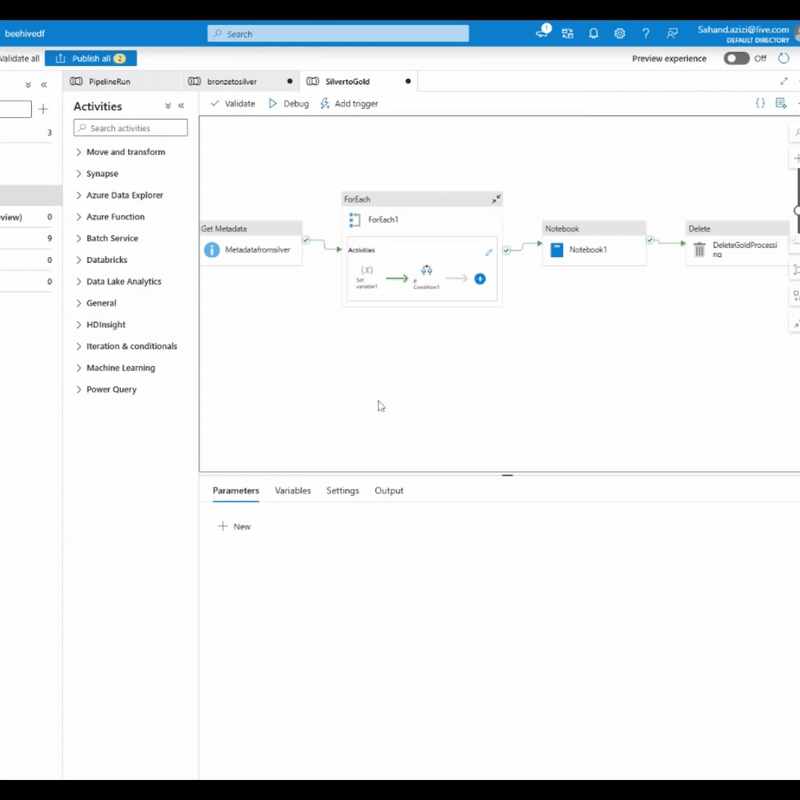 beehivedf
Search
1
Sahand.azizi@live.com
DEFAULT DIRECTORY
Validate all
Publish all 2
Preview experience
Off
PipelineRun
bronzetosilver
SilvertoGold
Activities
Validate
Debug
Add trigger
Search activities
3
Move and transform
Synapse
Azure Data Explorer
Azure Function
Batch Service
Databricks
Data Lake Analytics
General
HDInsight
Iteration & conditionals
Machine Learning
Power Query
view) 0
9
0
0
Get Metadata
Metadatafromsilver
ForEach
ForEach1
Activities
(X)
Set
variable1
If
Condition1
Notebook
Notebook1
Delete
DeleteGoldProcessi
ng
Parameters
Variables
Settings
Output
New